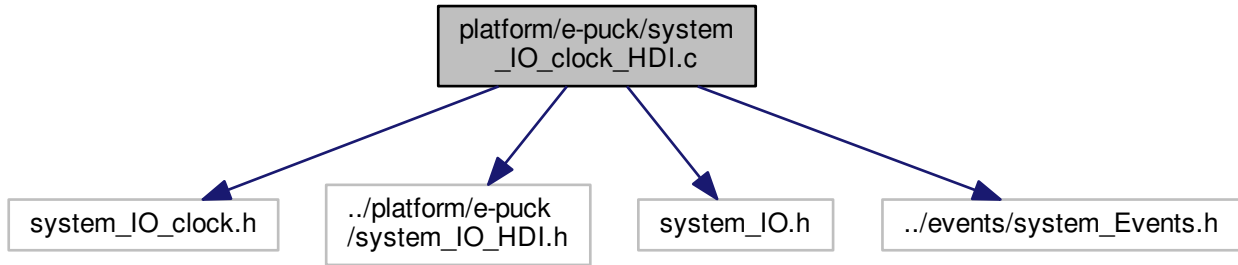 platform/e-puck/system
_IO_clock_HDI.c
system_IO_clock.h
../platform/e-puck
/system_IO_HDI.h
system_IO.h
../events/system_Events.h